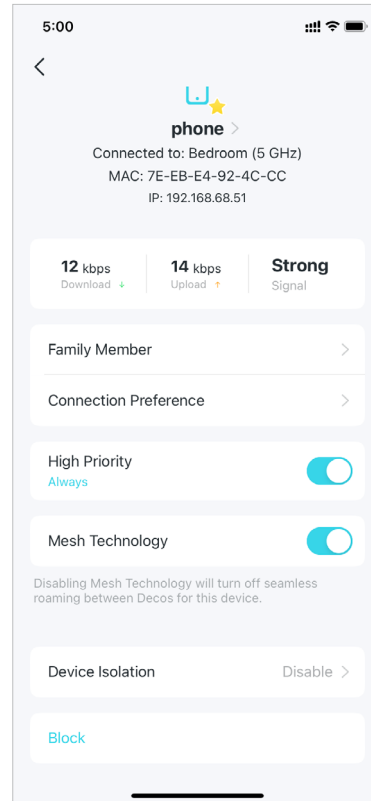 5:00
phone
Connected to: Bedroom (5 GHz)
MAC: 7E-EB-E4-92-4C-CC
IP: 192.168.68.51
12 kbps
Download ↓
14 kbps
Upload ↑
Strong
Signal
Family Member
Connection Preference
High Priority
Always
Mesh Technology
Disabling Mesh Technology will turn off seamless
roaming between Decos for this device.
Device Isolation Disable
Block